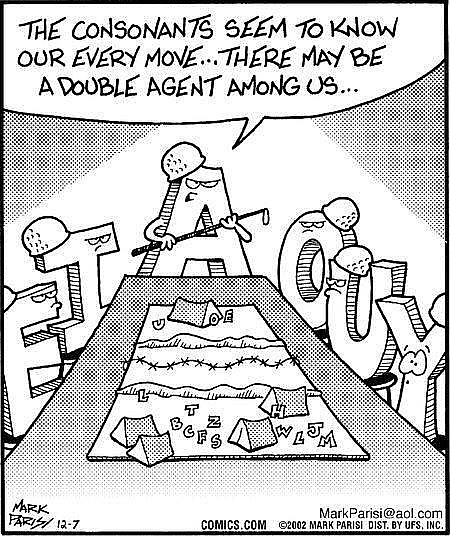 THE CONSONANTS SEEM TO KNOW
OUR EVERY MOVE...THERE MAY BE
A DOUBLE AGENT AMONG US...
A
I O
E U Y
U O E
L T H
Z
B F S W L J M
MARK
PARISI 12-7
MarkParisi@aol.com
COMICS.COM ©2002 MARK PARISI DIST. BY UFS, INC.